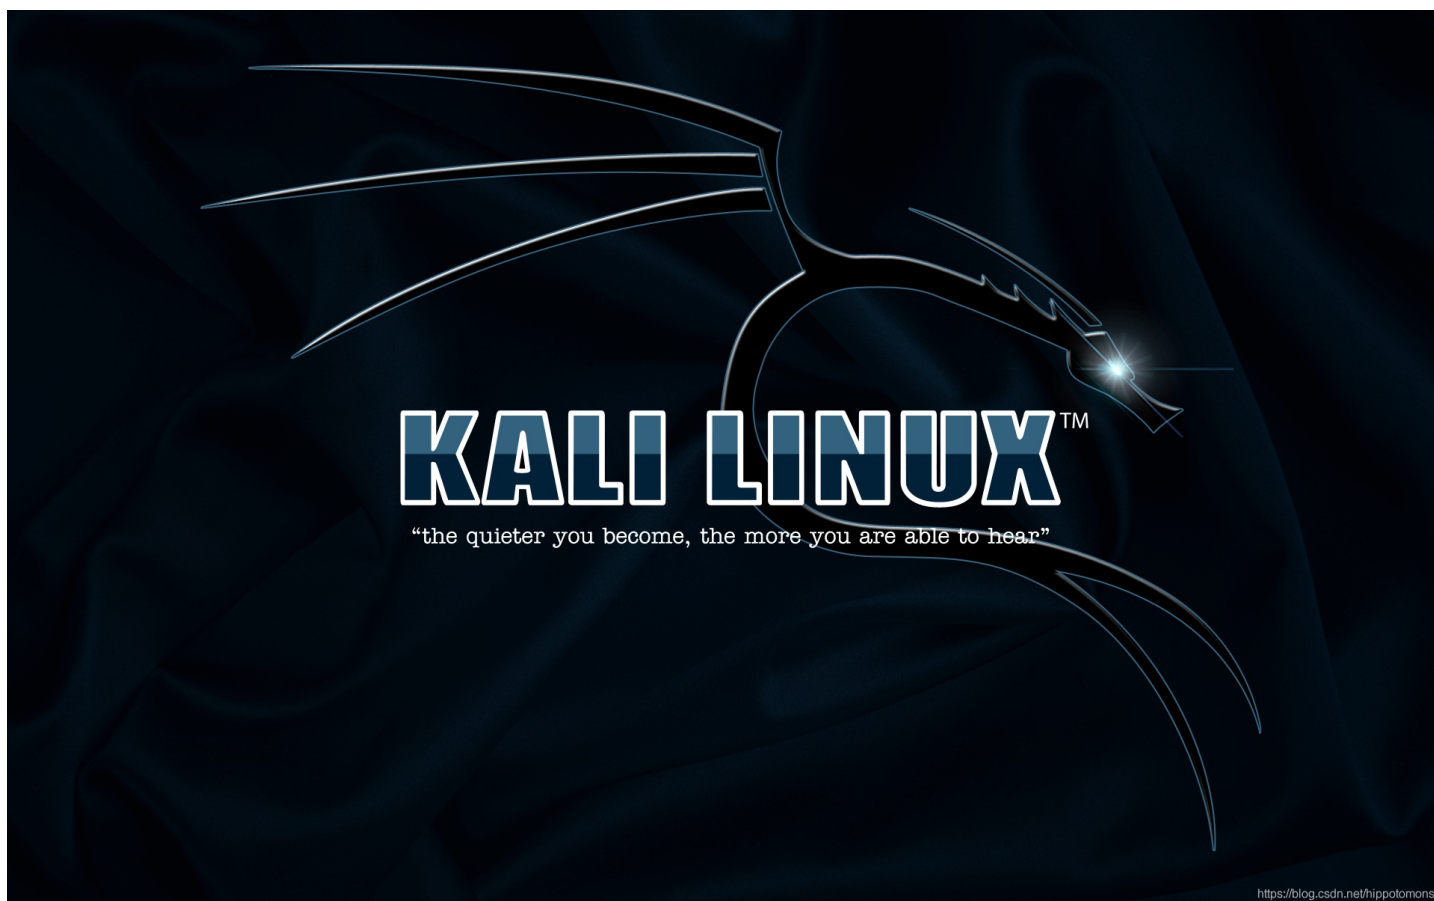 KALI LINUX™
“the quieter you become, the more you are able to hear”
https://blog.csdn.net/hippotomons